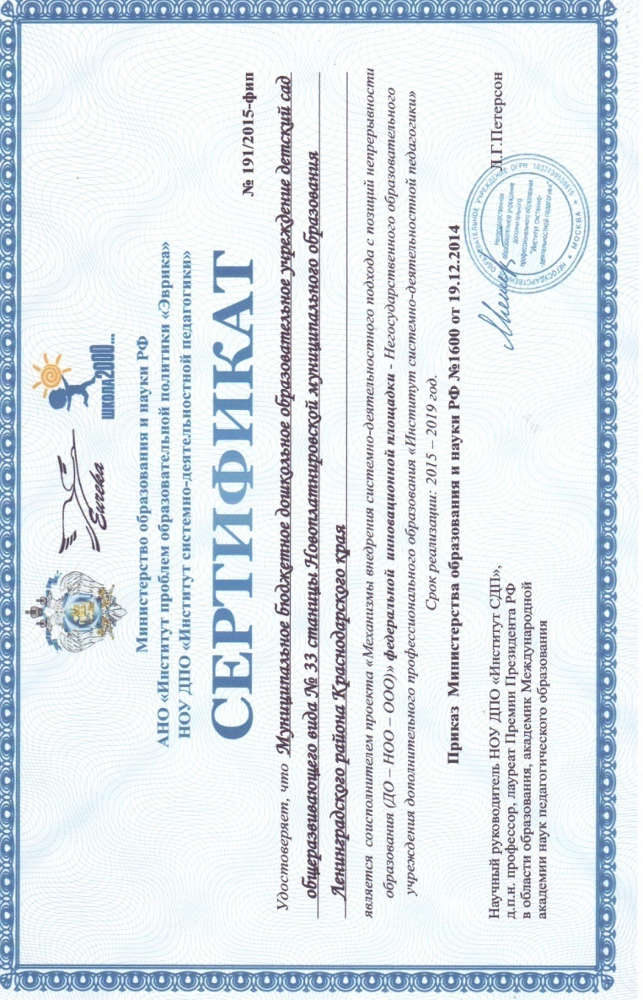 Eureka
ШКОЛА2000...
Министерство образования и науки РФ
АНО «Институт проблем образовательной политики «Эврика»
НОУ ДПО «Институт системно-деятельностной педагогики»
СЕРТИФИКАТ
№ 191/2015-фип
Удостоверяет, что Муниципальное бюджетное дошкольное образовательное учреждение детский сад
общеразвивающего вида № 33 станицы Новоплатнировской муниципального образования
Ленинградского района Краснодарского края
является соисполнителем проекта «Механизмы внедрения системно-деятельностного подхода с позиций непрерывности
образования (ДО – НОО – ООО)» федеральной инновационной площадки - Негосударственного образовательного
учреждения дополнительного профессионального образования «Институт системно-деятельностной педагогики»
Срок реализации: 2015 – 2019 год.
Приказ Министерства образования и науки РФ №1600 от 19.12.2014
Научный руководитель НОУ ДПО «Институт СДП»,
д.п.н. профессор, лауреат Премии Президента РФ
в области образования, академик Международной
академии наук педагогического образования
Л.Г.Петерсон
Негосударственное
образовательное учреждение
дополнительного
профессионального образования
"Институт системно-
деятельностной педагогики"
* МОСКВА *